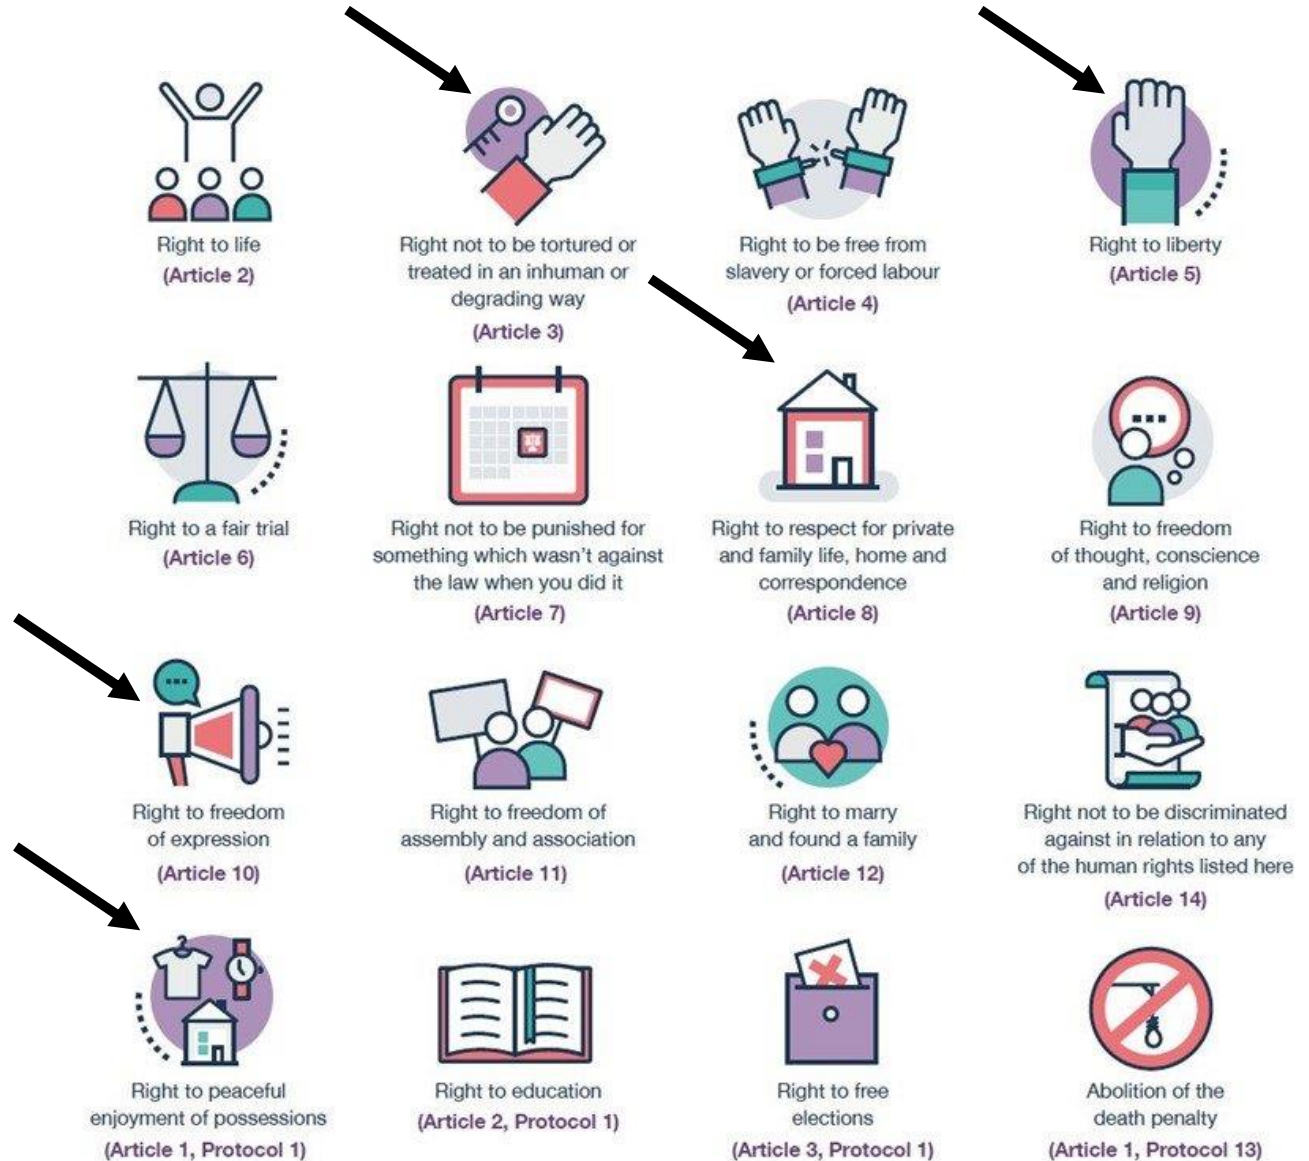 Right to life
(Article 2)
Right not to be tortured or
treated in an inhuman or
degrading way
(Article 3)
Right to be free from
slavery or forced labour
(Article 4)
Right to liberty
(Article 5)
Right to a fair trial
(Article 6)
Right not to be punished for
something which wasn't against
the law when you did it
(Article 7)
Right to respect for private
and family life, home and
correspondence
(Article 8)
Right to freedom
of thought, conscience
and religion
(Article 9)
Right to freedom
of expression
(Article 10)
Right to freedom of
assembly and association
(Article 11)
Right to marry
and found a family
(Article 12)
Right not to be discriminated
against in relation to any
of the human rights listed here
(Article 14)
Right to peaceful
enjoyment of possessions
(Article 1, Protocol 1)
Right to education
(Article 2, Protocol 1)
Right to free
elections
(Article 3, Protocol 1)
Abolition of the
death penalty
(Article 1, Protocol 13)